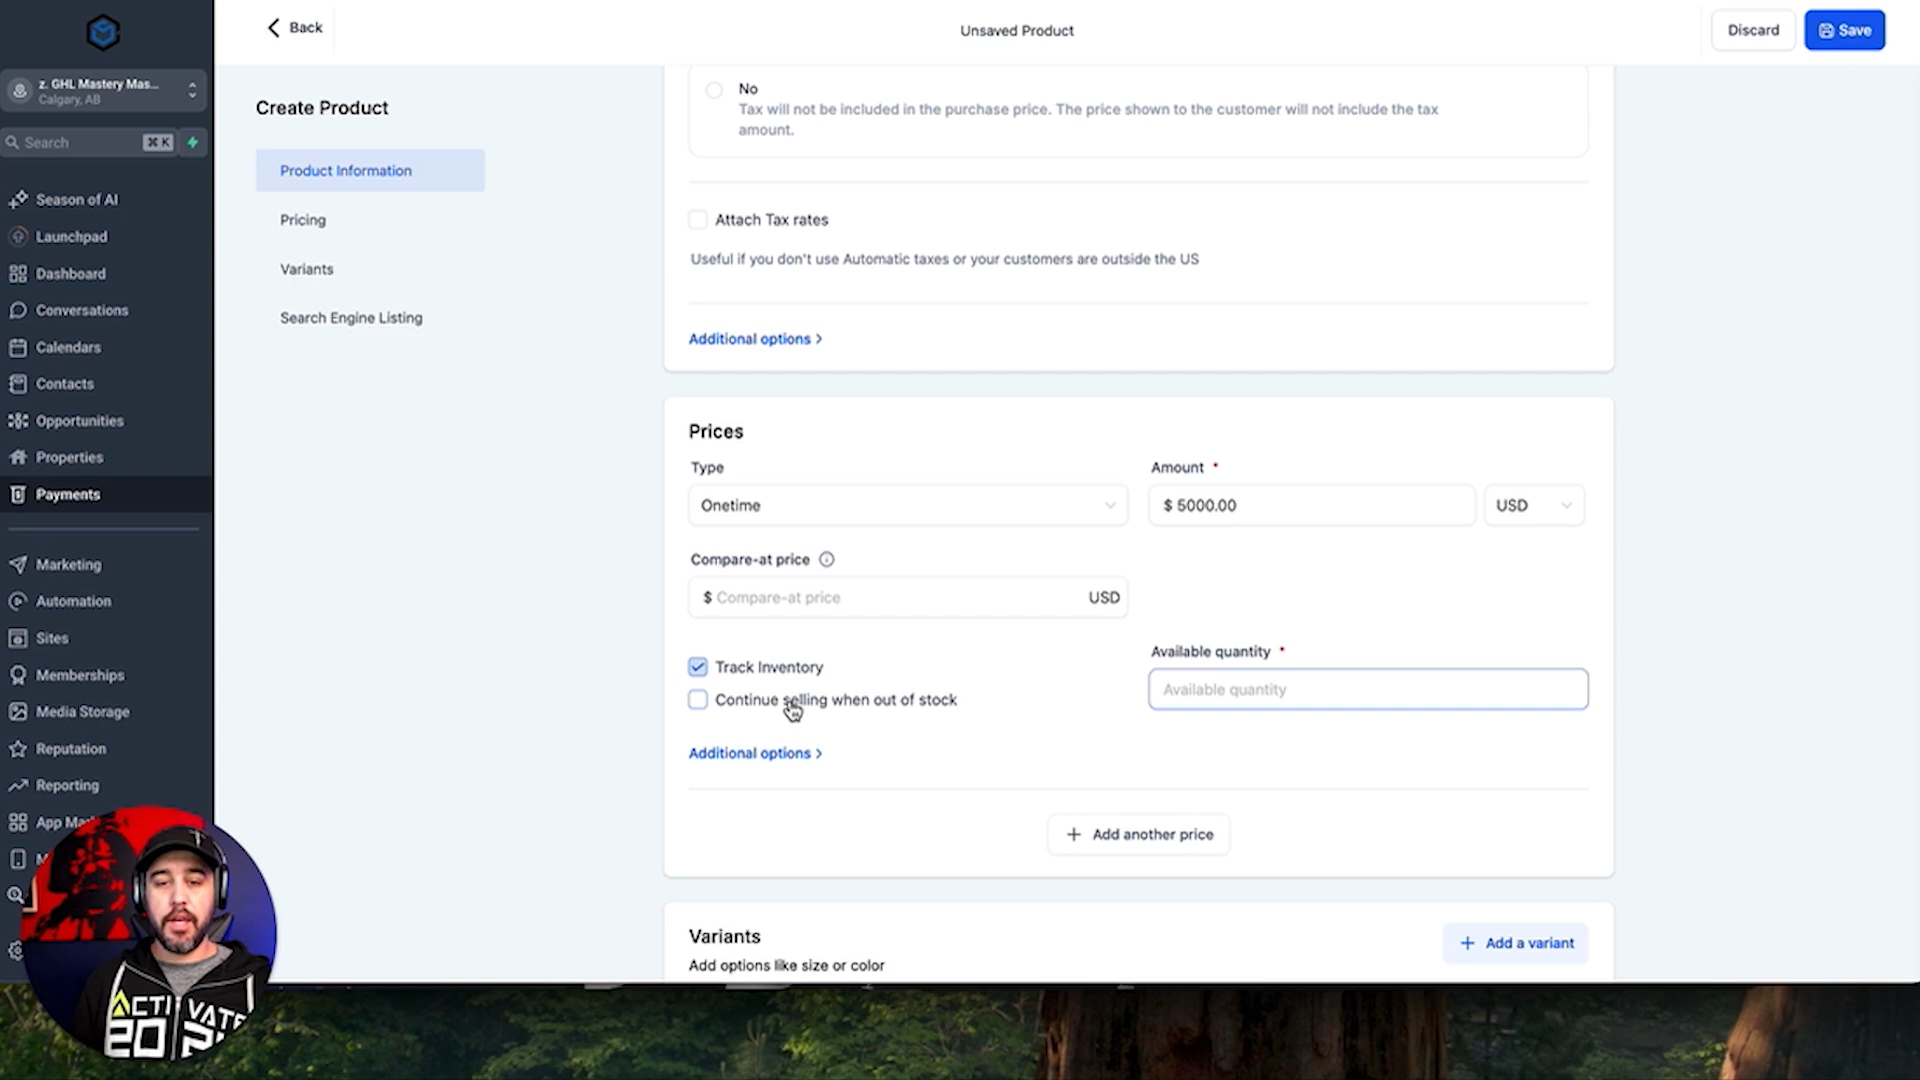 Back
Unsaved Product
Discard
Save
z. GHL Mastery Mas...
Calgary, AB
Search
⌘ K
Season of AI
Launchpad
Dashboard
Conversations
Calendars
Contacts
Opportunities
Properties
Payments
Marketing
Automation
Sites
Memberships
Media Storage
Reputation
Reporting
App Ma
Create Product
Product Information
Pricing
Variants
Search Engine Listing
No
Tax will not be included in the purchase price. The price shown to the customer will not include the tax
amount.
Attach Tax rates
Useful if you don't use Automatic taxes or your customers are outside the US
Additional options >
Prices
Type
Amount *
Onetime
$ 5000.00
USD
Compare-at price
$ Compare-at price
USD
Track Inventory
Available quantity *
Continue selling when out of stock
Available quantity
Additional options >
+ Add another price
Variants
+ Add a variant
Add options like size or color
ACTIVATE